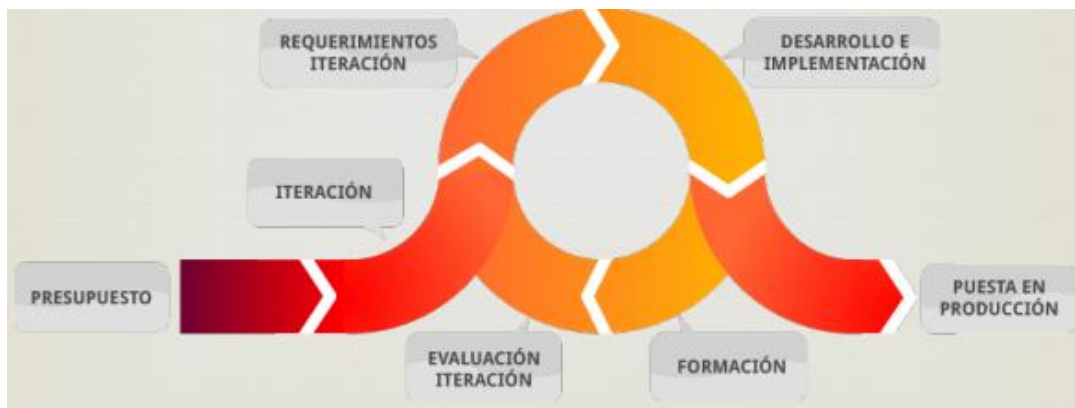 REQUERIMIENTOS
ITERACIÓN
DESARROLLO E
IMPLEMENTACIÓN
ITERACIÓN
PRESUPUESTO
PUESTA EN
PRODUCCIÓN
EVALUACIÓN
ITERACIÓN
FORMACIÓN